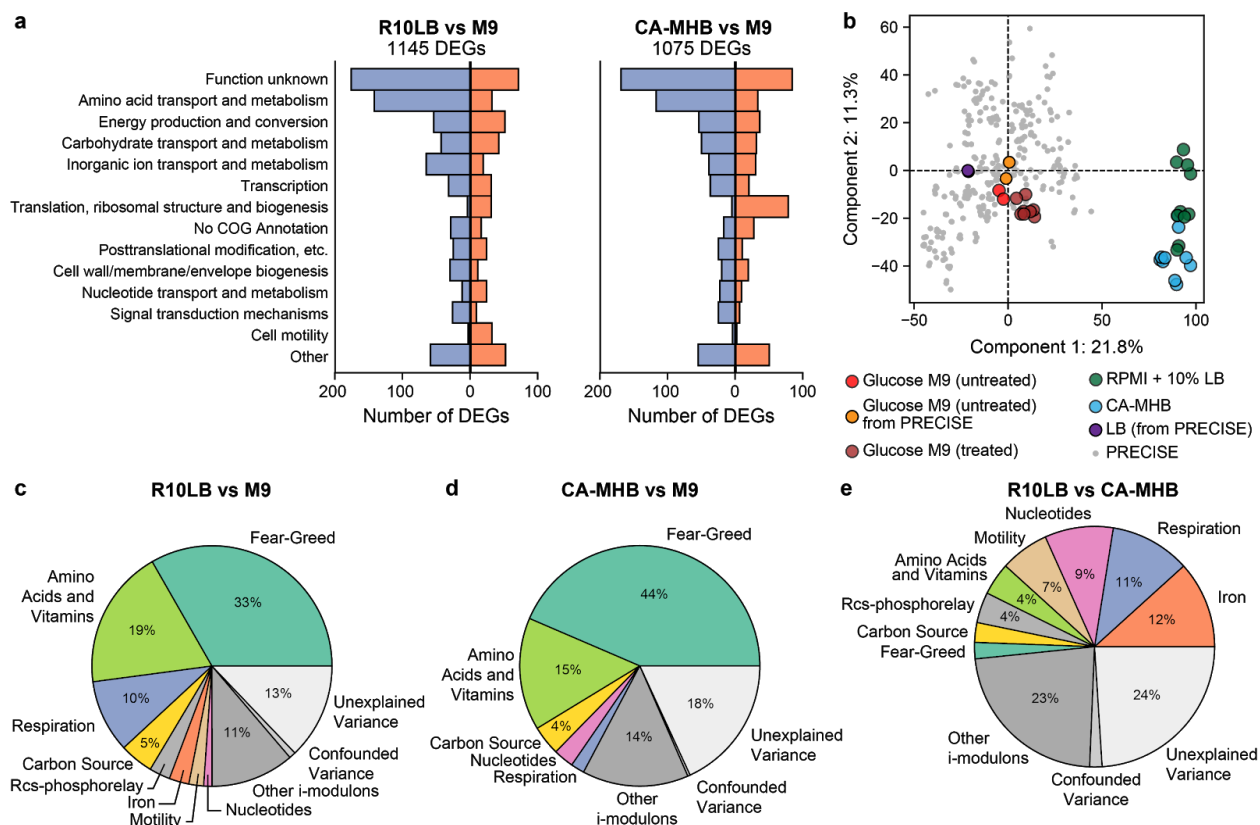 a
R10LB vs M9
1145 DEGs
CA-MHB vs M9
1075 DEGs
Function unknown
Amino acid transport and metabolism
Energy production and conversion
Carbohydrate transport and metabolism
Inorganic ion transport and metabolism
Transcription
Translation, ribosomal structure and biogenesis
No COG Annotation
Posttranslational modification, etc.
Cell wall/membrane/envelope biogenesis
Nucleotide transport and metabolism
Signal transduction mechanisms
Cell motility
Other
200 100 0 100
Number of DEGs
200 100 0 100
Number of DEGs
b
60
40
20
0
−20
−40
Component 2: 11.3%
−50 0 50 100
Component 1: 21.8%
Glucose M9 (untreated)
Glucose M9 (untreated)
from PRECISE
Glucose M9 (treated)
RPMI + 10% LB
CA-MHB
LB (from PRECISE)
PRECISE
c
R10LB vs M9
Fear-Greed
33%
Amino
Acids and
Vitamins
19%
Respiration
10%
Carbon Source
5%
Rcs-phosphorelay
Iron
Motility
Nucleotides
Other i-modulons
11%
Confounded
Variance
Unexplained
Variance
13%
d
CA-MHB vs M9
Fear-Greed
44%
Amino
Acids and
Vitamins
15%
Carbon Source
4%
Nucleotides
Respiration
Other
i-modulons
14%
Confounded
Variance
Unexplained
Variance
18%
e
R10LB vs CA-MHB
Nucleotides
9%
Respiration
11%
Motility
7%
Amino Acids
and Vitamins
4%
Rcs-phosphorelay
4%
Carbon Source
Fear-Greed
Iron
12%
Other
i-modulons
23%
Confounded
Variance
Unexplained
Variance
24%